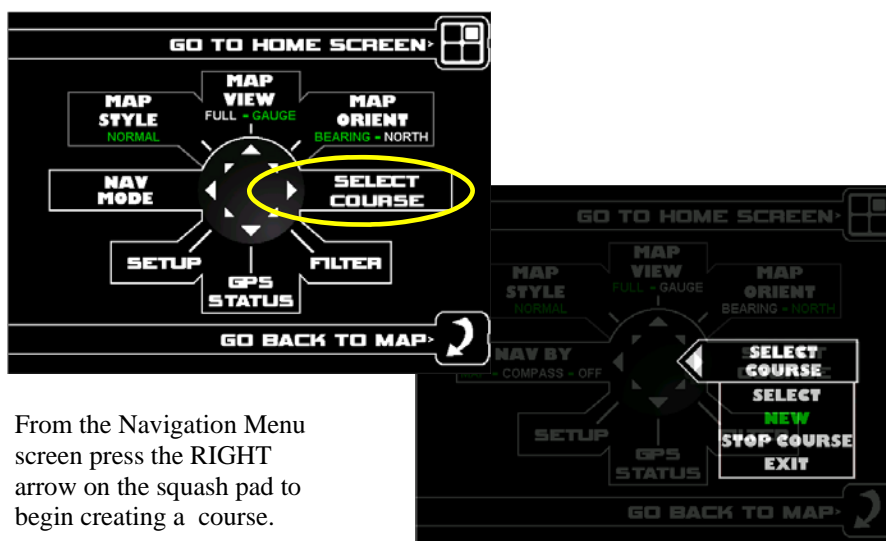 GO TO HOME SCREEN
MAP VIEW
FULL - GAUGE
MAP STYLE
NORMAL
MAP ORIENT
BEARING - NORTH
NAV MODE
SELECT COURSE
SETUP
FILTER
GPS STATUS
GO BACK TO MAP
GO TO HOME SCREEN
MAP VIEW
FULL - GAUGE
MAP STYLE
NORMAL
MAP ORIENT
BEARING - NORTH
NAV BY
- COMPASS - OFF
SELECT COURSE
SELECT
NEW
STOP COURSE
EXIT
SETUP
GPS STATUS
GO BACK TO MAP
From the Navigation Menu
screen press the RIGHT
arrow on the squash pad to
begin creating a course.